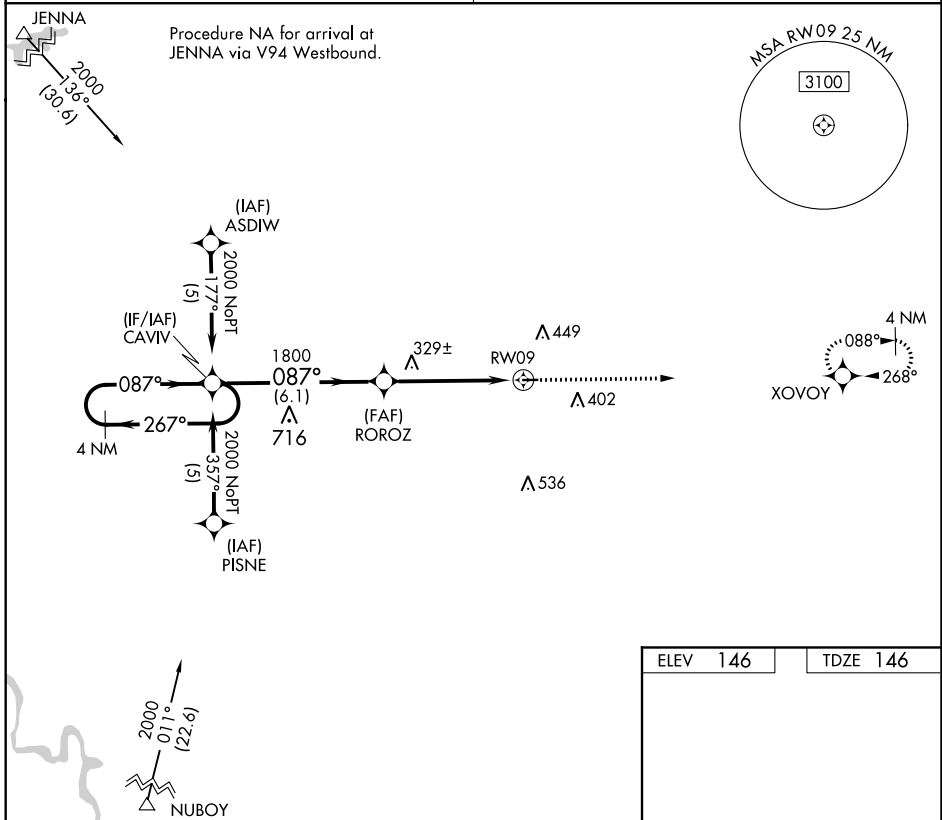 JENNA
Procedure NA for arrival at
JENNA via V94 Westbound.
2000
136°
(30.6)
MSA RW09 25 NM
3100
(IAF)
ASDIW
2000 NoPT
177°
(5)
(IF/IAF)
CAVIV
087°
267°
4 NM
1800
087°
(6.1)
716
329±
(FAF)
ROROZ
449
RW09
402
536
4 NM
088°
268°
XOVOY
2000 NoPT
357°
(5)
(IAF)
PISNE
2000
011°
(22.6)
NUBOY
ELEV 146
TDZE 146